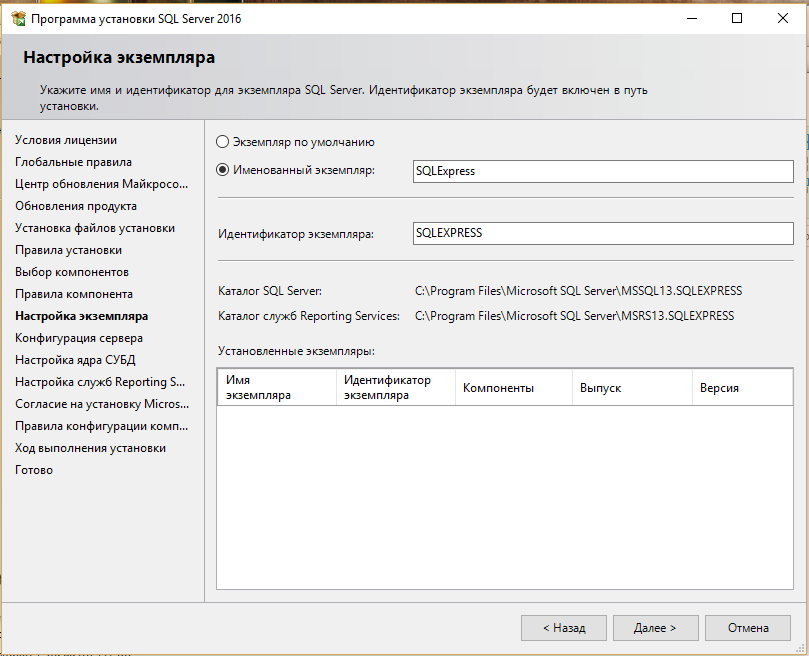 Программа установки SQL Server 2016
Настройка экземпляра
Укажите имя и идентификатор для экземпляра SQL Server. Идентификатор экземпляра будет включен в путь
установки.
Условия лицензии
Глобальные правила
Центр обновления Майкросо...
Обновления продукта
Установка файлов установки
Правила установки
Выбор компонентов
Правила компонента
Настройка экземпляра
Конфигурация сервера
Настройка ядра СУБД
Настройка служб Reporting S...
Согласие на установку Micros...
Правила конфигурации комп...
Ход выполнения установки
Готово
Экземпляр по умолчанию
Именованный экземпляр: SQLExpress
Идентификатор экземпляра: SQLEXPRESS
Каталог SQL Server: C:\Program Files\Microsoft SQL Server\MSSQL13.SQLEXPRESS
Каталог служб Reporting Services: C:\Program Files\Microsoft SQL Server\MSRS13.SQLEXPRESS
Установленные экземпляры:
Имя экземпляра
Идентификатор экземпляра
Компоненты
Выпуск
Версия
< Назад
Далее >
Отмена